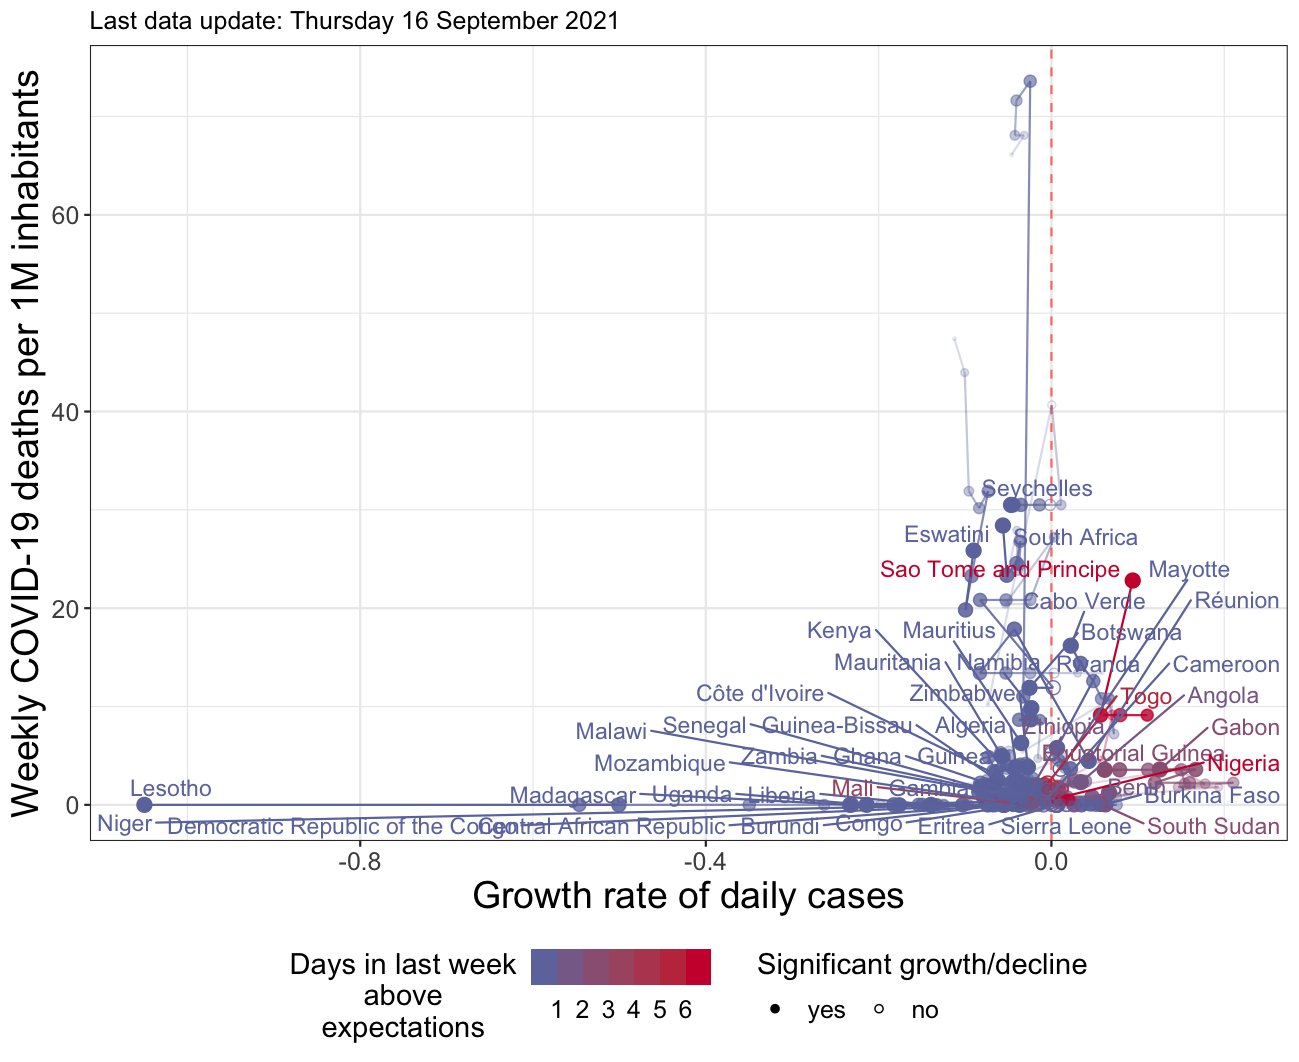 Last data update: Thursday 16 September 2021
Weekly COVID-19 deaths per 1M inhabitants
60
40
20
0
Seychelles
Eswatini
South Africa
Sao Tome and Principe
Mayotte
Cabo Verde
Réunion
Kenya
Mauritius
Botswana
Mauritania
Namibia
Rwanda
Cameroon
Côte d'Ivoire
Zimbabwe
Togo
Angola
Malawi
Senegal
Guinea-Bissau
Algeria
Ethiopia
Gabon
Mozambique
Zambia
Ghana
Guinea
Equatorial Guinea
Nigeria
Lesotho
Madagascar
Uganda
Liberia
Mali
Gambia
Benin
Burkina Faso
Niger
Democratic Republic of the Congo
Central African Republic
Burundi
Congo
Eritrea
Sierra Leone
South Sudan
-0.8
-0.4
0.0
Growth rate of daily cases
Days in last week
above
expectations
1 2 3 4 5 6
Significant growth/decline
yes
no